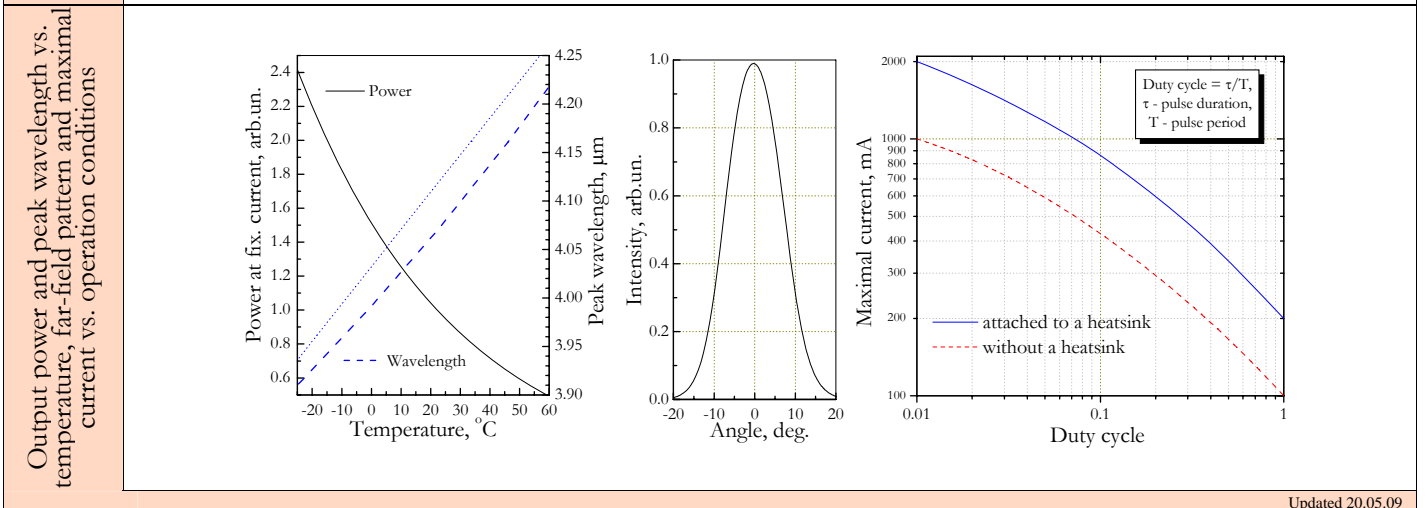 Output power and peak wavelength vs.
temperature, far-field pattern and maximal
current vs. operation conditions
Power at fix. current, arb.un.
2.4
2.2
2.0
1.8
1.6
1.4
1.2
1.0
0.8
0.6
Power
Wavelength
4.25
4.20
4.15
4.10
4.05
4.00
3.95
3.90
Peak wavelength, µm
-20 -10 0 10 20 30 40 50 60
Temperature, °C
Intensity, arb.un.
1.0
0.8
0.6
0.4
0.2
0.0
-20 -10 0 10 20
Angle, deg.
Maximal current, mA
2000
1000
900
800
700
600
500
400
300
200
100
Duty cycle = τ/T,
τ - pulse duration,
T - pulse period
attached to a heatsink
without a heatsink
0.01 0.1 1
Duty cycle
Updated 20.05.09